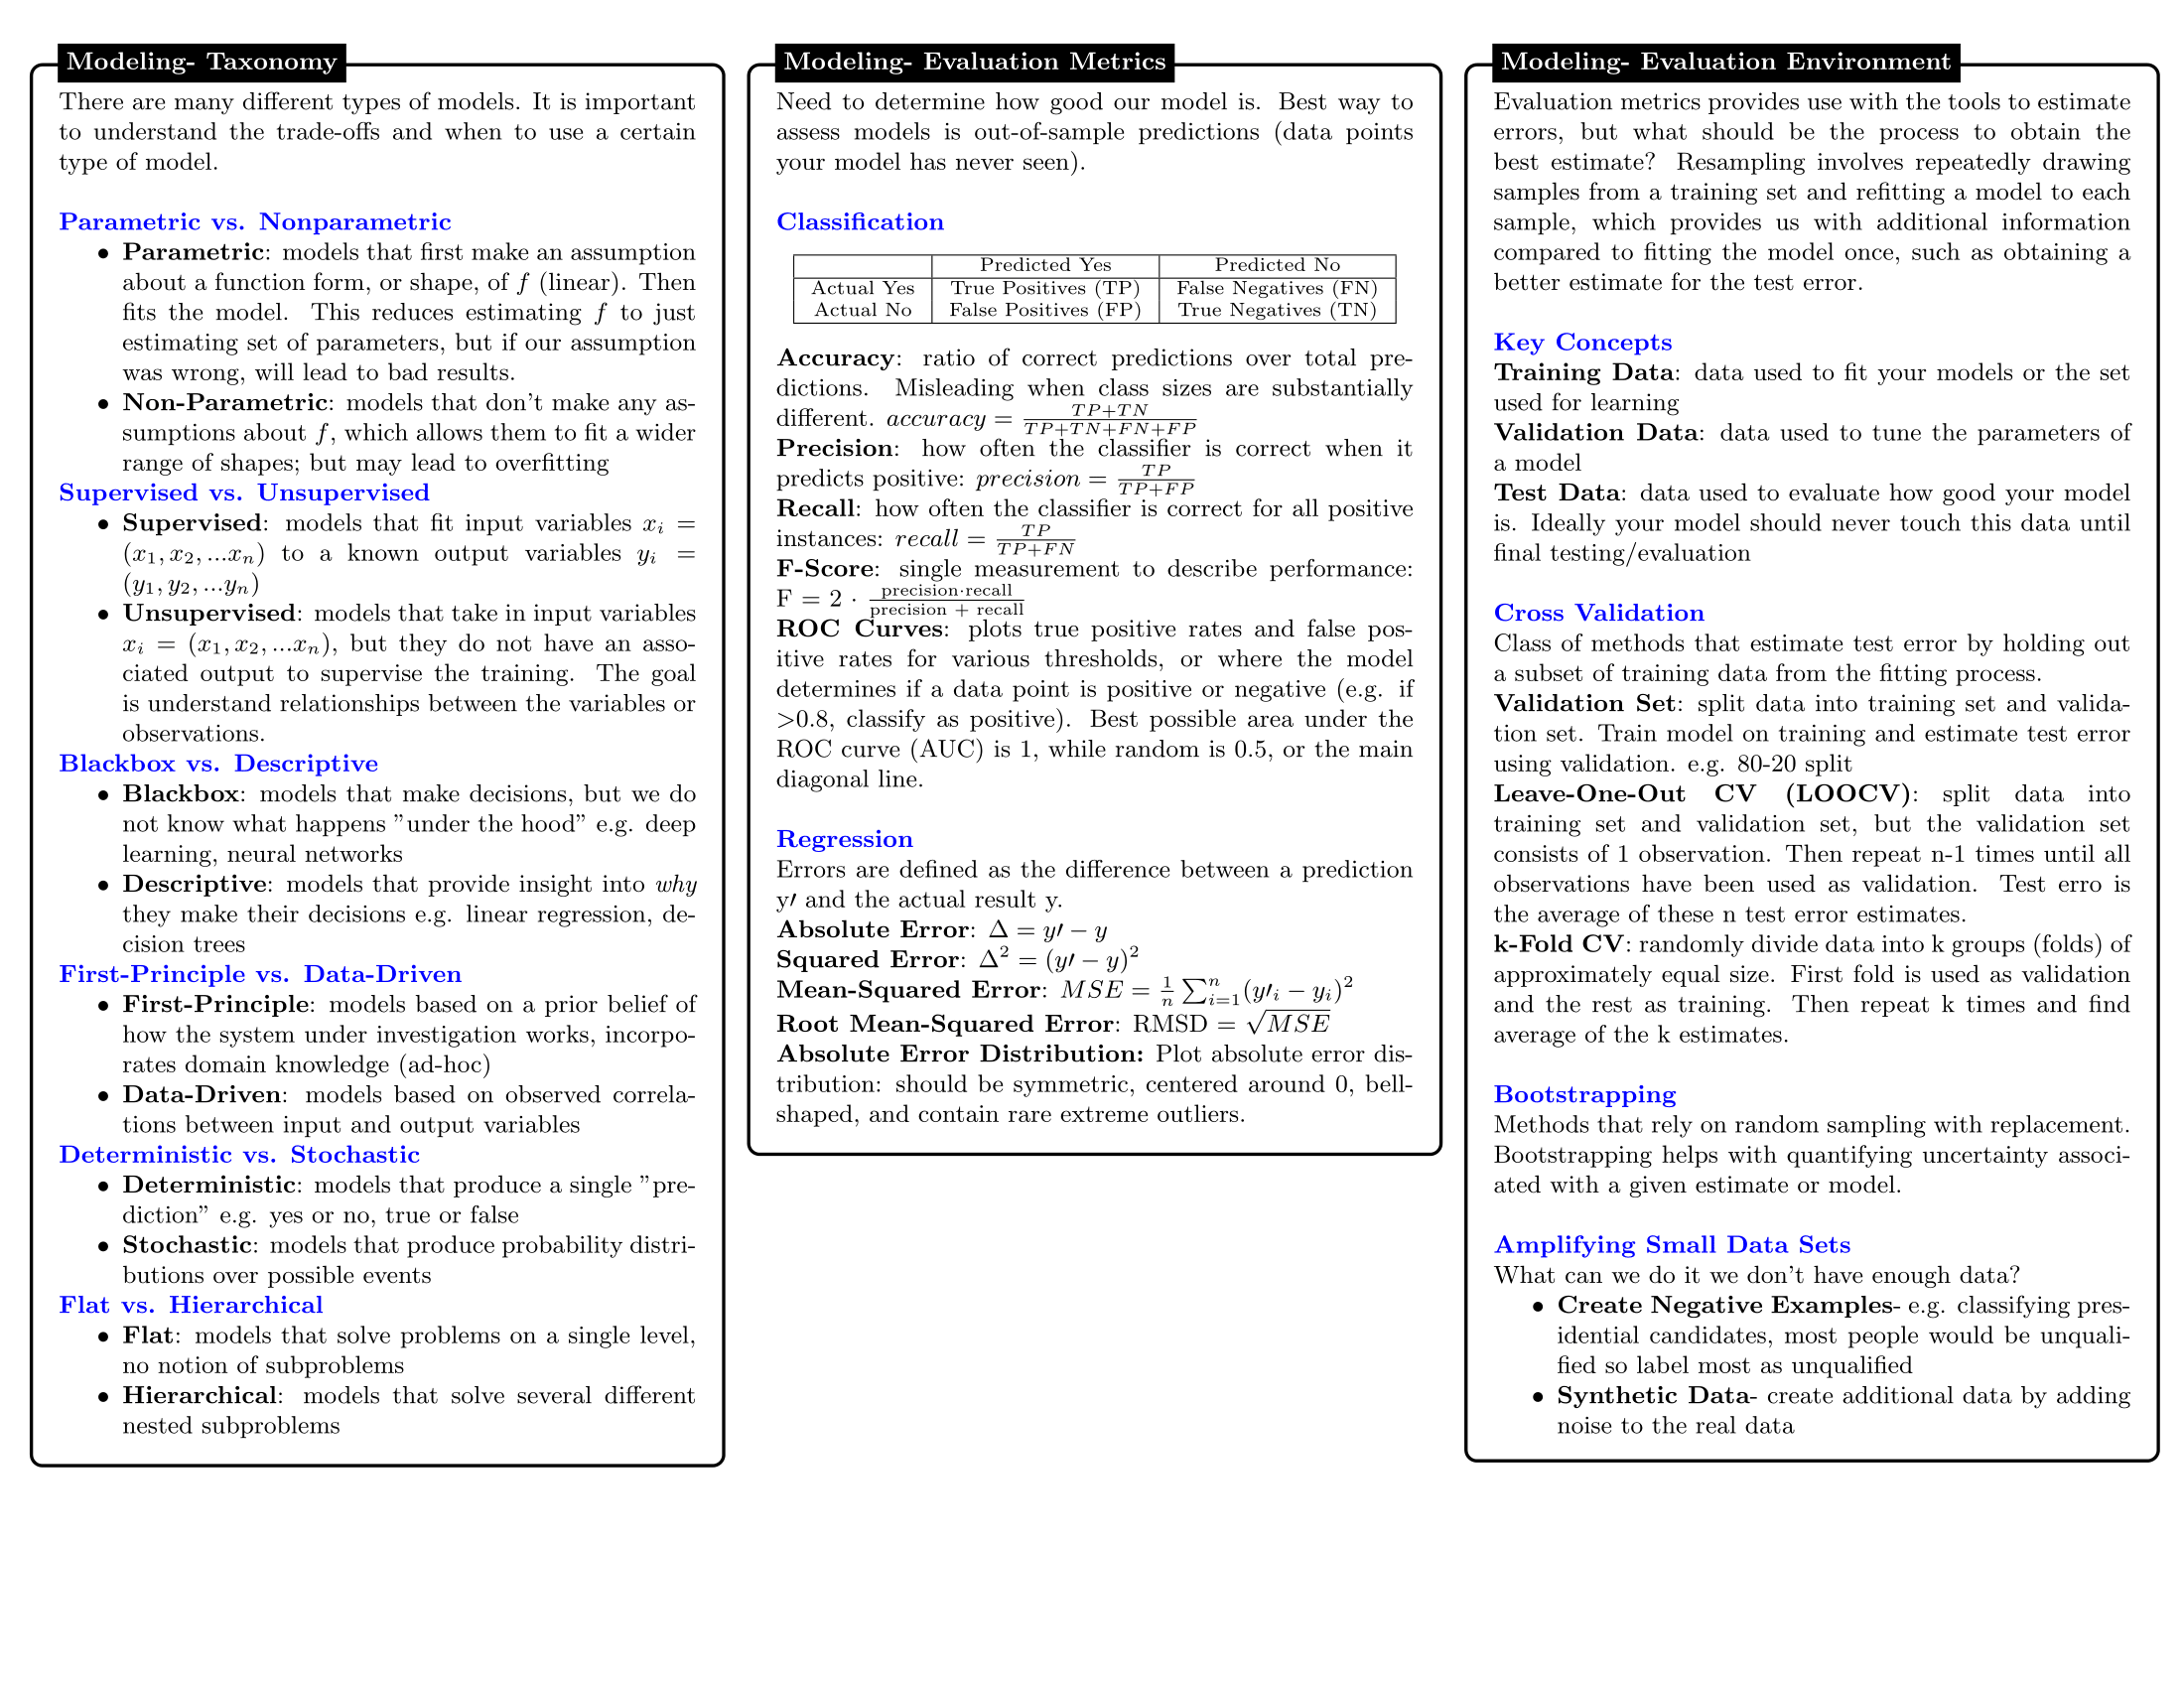 Modeling- Taxonomy
There are many different types of models. It is important
to understand the trade-offs and when to use a certain
type of model.
Parametric vs. Nonparametric
• Parametric: models that first make an assumption
about a function form, or shape, of f (linear). Then
fits the model. This reduces estimating f to just
estimating set of parameters, but if our assumption
was wrong, will lead to bad results.
• Non-Parametric: models that don't make any as-
sumptions about f, which allows them to fit a wider
range of shapes; but may lead to overfitting
Supervised vs. Unsupervised
• Supervised: models that fit input variables x_i =
(x_1, x_2, ...x_n) to a known output variables y_i =
(y_1, y_2, ...y_n)
• Unsupervised: models that take in input variables
x_i = (x_1, x_2, ...x_n), but they do not have an asso-
ciated output to supervise the training. The goal
is understand relationships between the variables or
observations.
Blackbox vs. Descriptive
• Blackbox: models that make decisions, but we do
not know what happens ”under the hood” e.g. deep
learning, neural networks
• Descriptive: models that provide insight into why
they make their decisions e.g. linear regression, de-
cision trees
First-Principle vs. Data-Driven
• First-Principle: models based on a prior belief of
how the system under investigation works, incorpo-
rates domain knowledge (ad-hoc)
• Data-Driven: models based on observed correla-
tions between input and output variables
Deterministic vs. Stochastic
• Deterministic: models that produce a single ”pre-
diction” e.g. yes or no, true or false
• Stochastic: models that produce probability distri-
butions over possible events
Flat vs. Hierarchical
• Flat: models that solve problems on a single level,
no notion of subproblems
• Hierarchical: models that solve several different
nested subproblems
Modeling- Evaluation Metrics
Need to determine how good our model is. Best way to
assess models is out-of-sample predictions (data points
your model has never seen).
Classification
Predicted Yes Predicted No
Actual Yes True Positives (TP) False Negatives (FN)
Actual No False Positives (FP) True Negatives (TN)
Accuracy: ratio of correct predictions over total pre-
dictions. Misleading when class sizes are substantially
different. accuracy = (TP+TN)/(TP+TN+FN+FP)
Precision: how often the classifier is correct when it
predicts positive: precision = TP/(TP+FP)
Recall: how often the classifier is correct for all positive
instances: recall = TP/(TP+FN)
F-Score: single measurement to describe performance:
F = 2 · (precision·recall)/(precision + recall)
ROC Curves: plots true positive rates and false pos-
itive rates for various thresholds, or where the model
determines if a data point is positive or negative (e.g. if
>0.8, classify as positive). Best possible area under the
ROC curve (AUC) is 1, while random is 0.5, or the main
diagonal line.
Regression
Errors are defined as the difference between a prediction
y′ and the actual result y.
Absolute Error: Δ = y′ − y
Squared Error: Δ² = (y′ − y)²
Mean-Squared Error: MSE = 1/n ∑_{i=1}^n (y′_i − y_i)²
Root Mean-Squared Error: RMSD = √MSE
Absolute Error Distribution: Plot absolute error dis-
tribution: should be symmetric, centered around 0, bell-
shaped, and contain rare extreme outliers.
Modeling- Evaluation Environment
Evaluation metrics provides use with the tools to estimate
errors, but what should be the process to obtain the
best estimate? Resampling involves repeatedly drawing
samples from a training set and refitting a model to each
sample, which provides us with additional information
compared to fitting the model once, such as obtaining a
better estimate for the test error.
Key Concepts
Training Data: data used to fit your models or the set
used for learning
Validation Data: data used to tune the parameters of
a model
Test Data: data used to evaluate how good your model
is. Ideally your model should never touch this data until
final testing/evaluation
Cross Validation
Class of methods that estimate test error by holding out
a subset of training data from the fitting process.
Validation Set: split data into training set and valida-
tion set. Train model on training and estimate test error
using validation. e.g. 80-20 split
Leave-One-Out CV (LOOCV): split data into
training set and validation set, but the validation set
consists of 1 observation. Then repeat n-1 times until all
observations have been used as validation. Test erro is
the average of these n test error estimates.
k-Fold CV: randomly divide data into k groups (folds) of
approximately equal size. First fold is used as validation
and the rest as training. Then repeat k times and find
average of the k estimates.
Bootstrapping
Methods that rely on random sampling with replacement.
Bootstrapping helps with quantifying uncertainty associ-
ated with a given estimate or model.
Amplifying Small Data Sets
What can we do it we don't have enough data?
• Create Negative Examples- e.g. classifying pres-
idential candidates, most people would be unquali-
fied so label most as unqualified
• Synthetic Data- create additional data by adding
noise to the real data